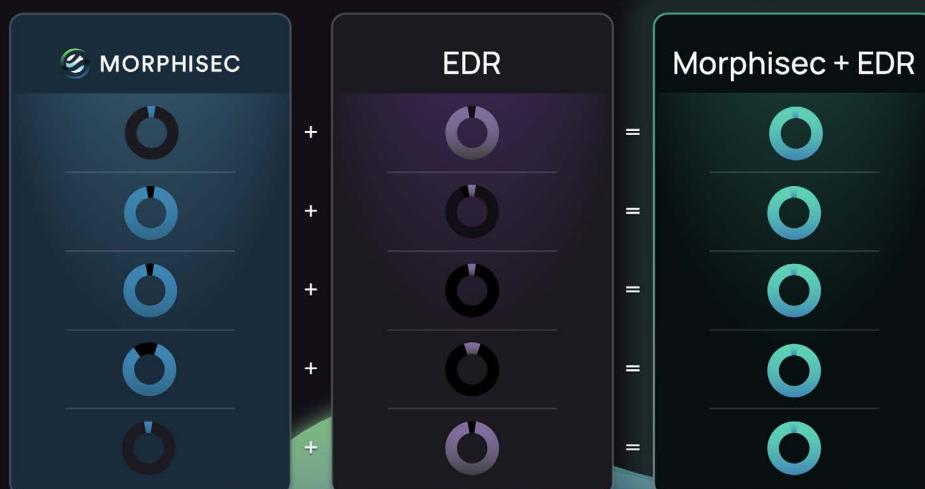 MORPHISEC
EDR
Morphisec + EDR
+ =
+ =
+ =
+ =
+ =